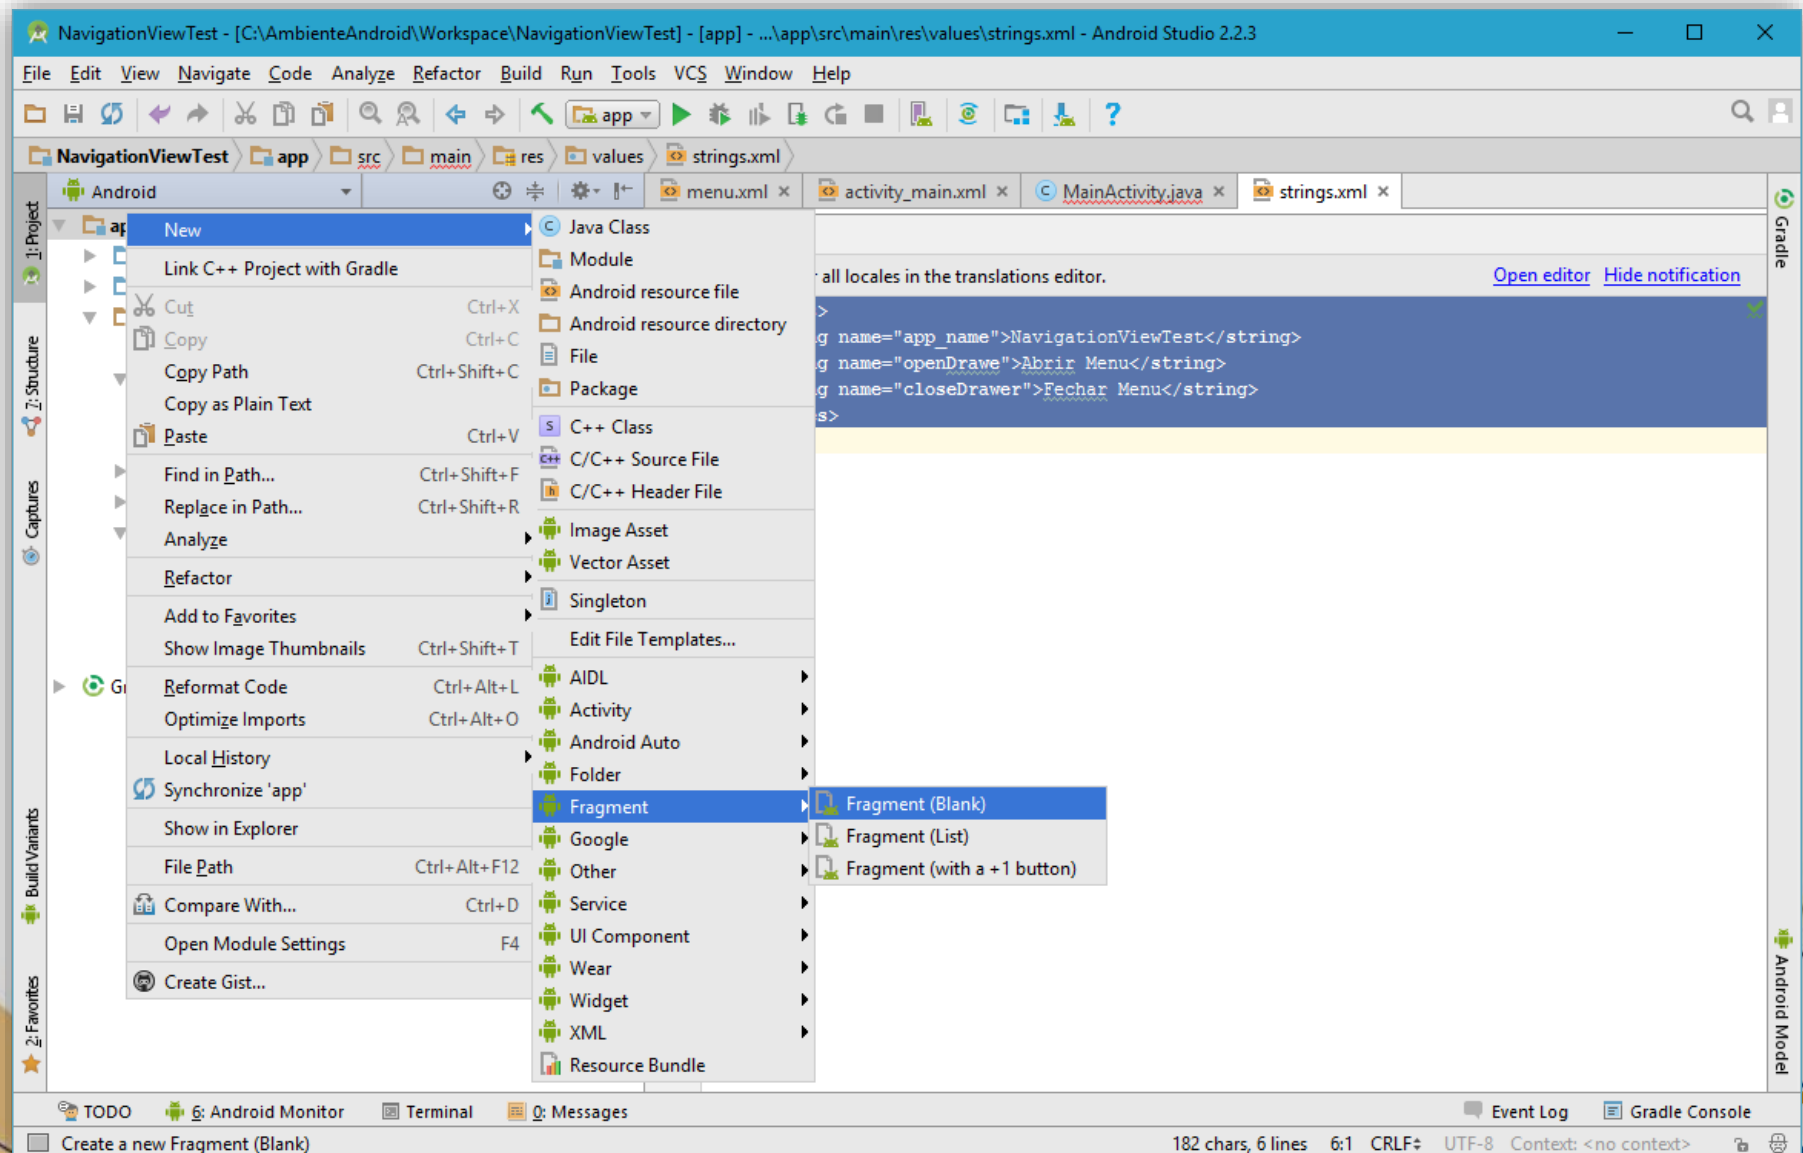 NavigationViewTest - [C:\AmbienteAndroid\Workspace\NavigationViewTest] - [app] - ...\app\src\main\res\values\strings.xml - Android Studio 2.2.3
File Edit View Navigate Code Analyze Refactor Build Run Tools VCS Window Help
app
NavigationViewTest app src main res values strings.xml
Android
menu.xml activity_main.xml MainActivity.java strings.xml
1: Project
7: Structure
Captures
Build Variants
2: Favorites
Gradle
Android Model
New
Link C++ Project with Gradle
Cut Ctrl+X
Copy Ctrl+C
Copy Path Ctrl+Shift+C
Copy as Plain Text
Paste Ctrl+V
Find in Path... Ctrl+Shift+F
Replace in Path... Ctrl+Shift+R
Analyze
Refactor
Add to Favorites
Show Image Thumbnails Ctrl+Shift+T
Reformat Code Ctrl+Alt+L
Optimize Imports Ctrl+Alt+O
Local History
Synchronize 'app'
Show in Explorer
File Path Ctrl+Alt+F12
Compare With... Ctrl+D
Open Module Settings F4
Create Gist...
Java Class
Module
Android resource file
Android resource directory
File
Package
C++ Class
C/C++ Source File
C/C++ Header File
Image Asset
Vector Asset
Singleton
Edit File Templates...
AIDL
Activity
Android Auto
Folder
Fragment
Google
Other
Service
UI Component
Wear
Widget
XML
Resource Bundle
Fragment (Blank)
Fragment (List)
Fragment (with a +1 button)
all locales in the translations editor. Open editor Hide notification
>
g name="app_name">NavigationViewTest</string>
g name="openDrawe">Abrir Menu</string>
g name="closeDrawer">Fechar Menu</string>
s>
TODO 6: Android Monitor Terminal 0: Messages Event Log Gradle Console
Create a new Fragment (Blank) 182 chars, 6 lines 6:1 CRLF UTF-8 Context: <no context>